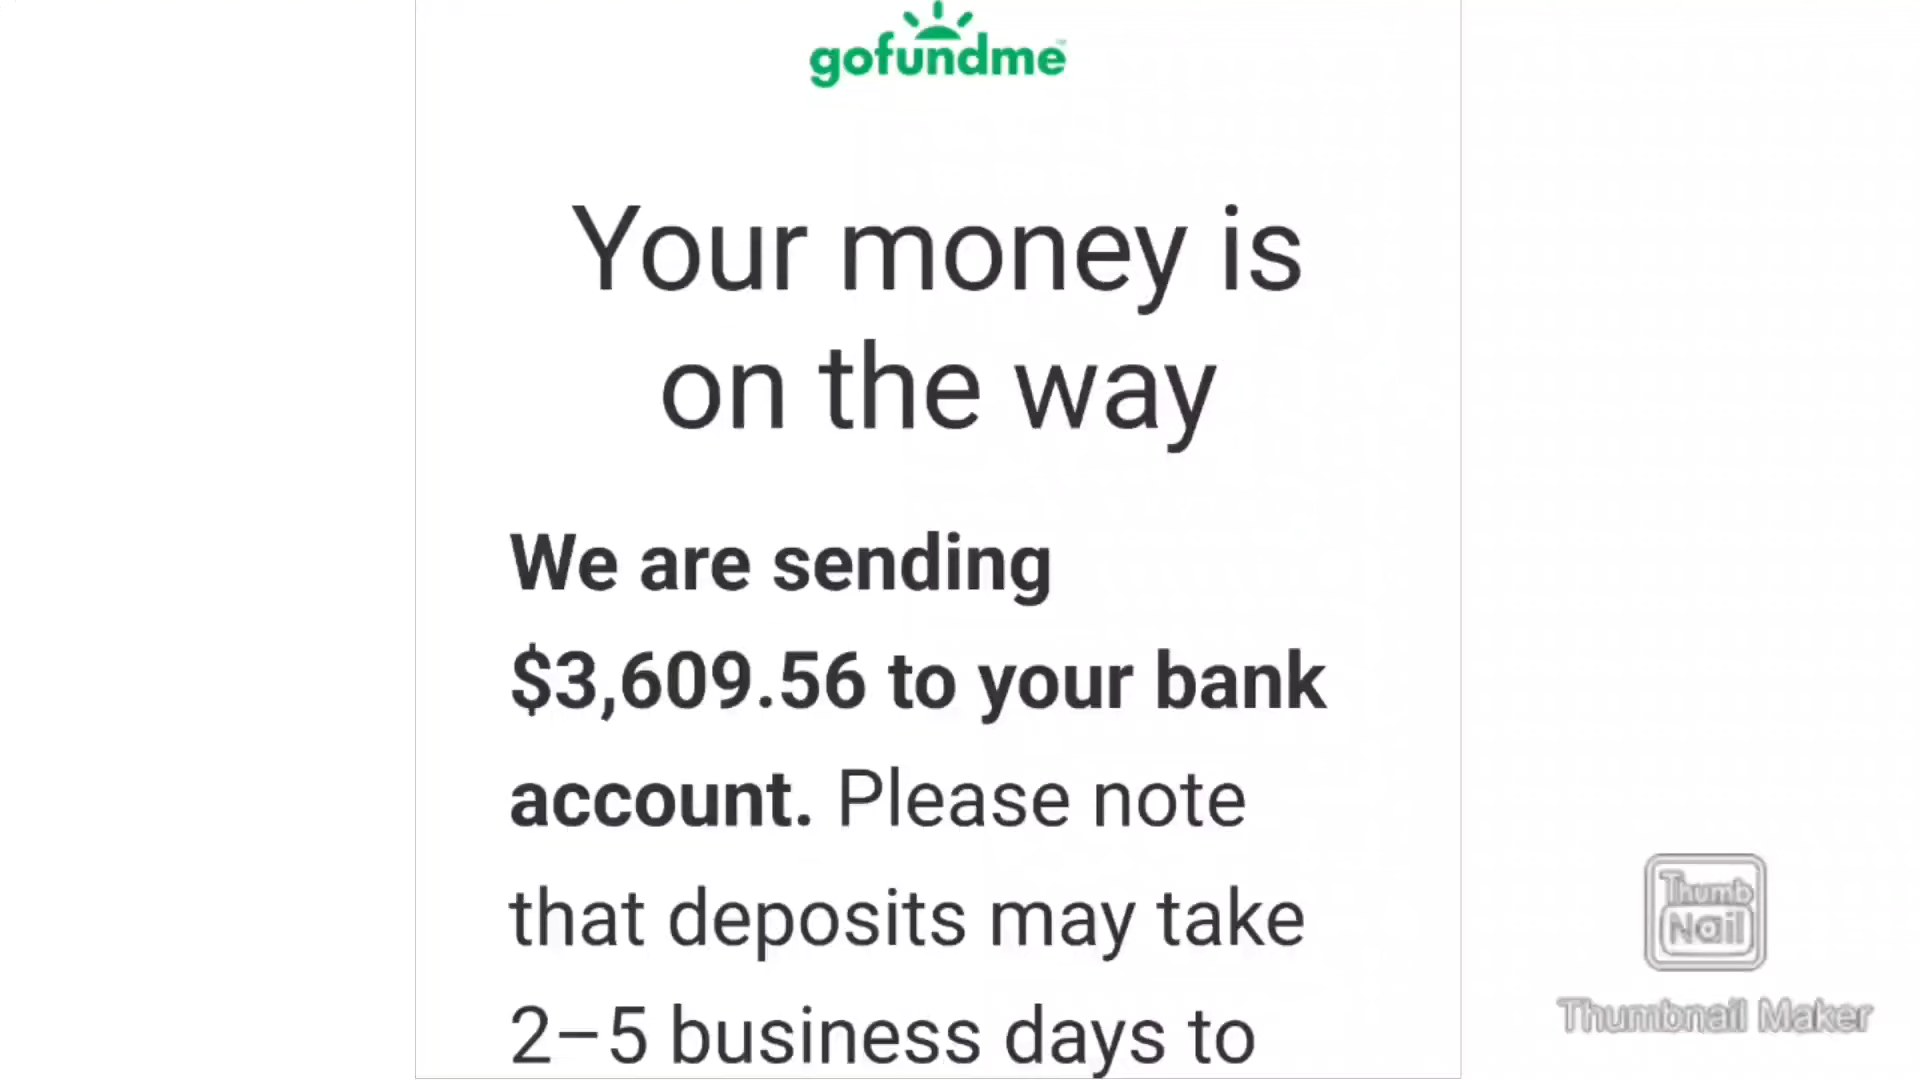 gofundme™
Your money is
on the way
We are sending
$3,609.56 to your bank
account. Please note
that deposits may take
2–5 business days to
Thumb
Nail
Thumbnail Maker